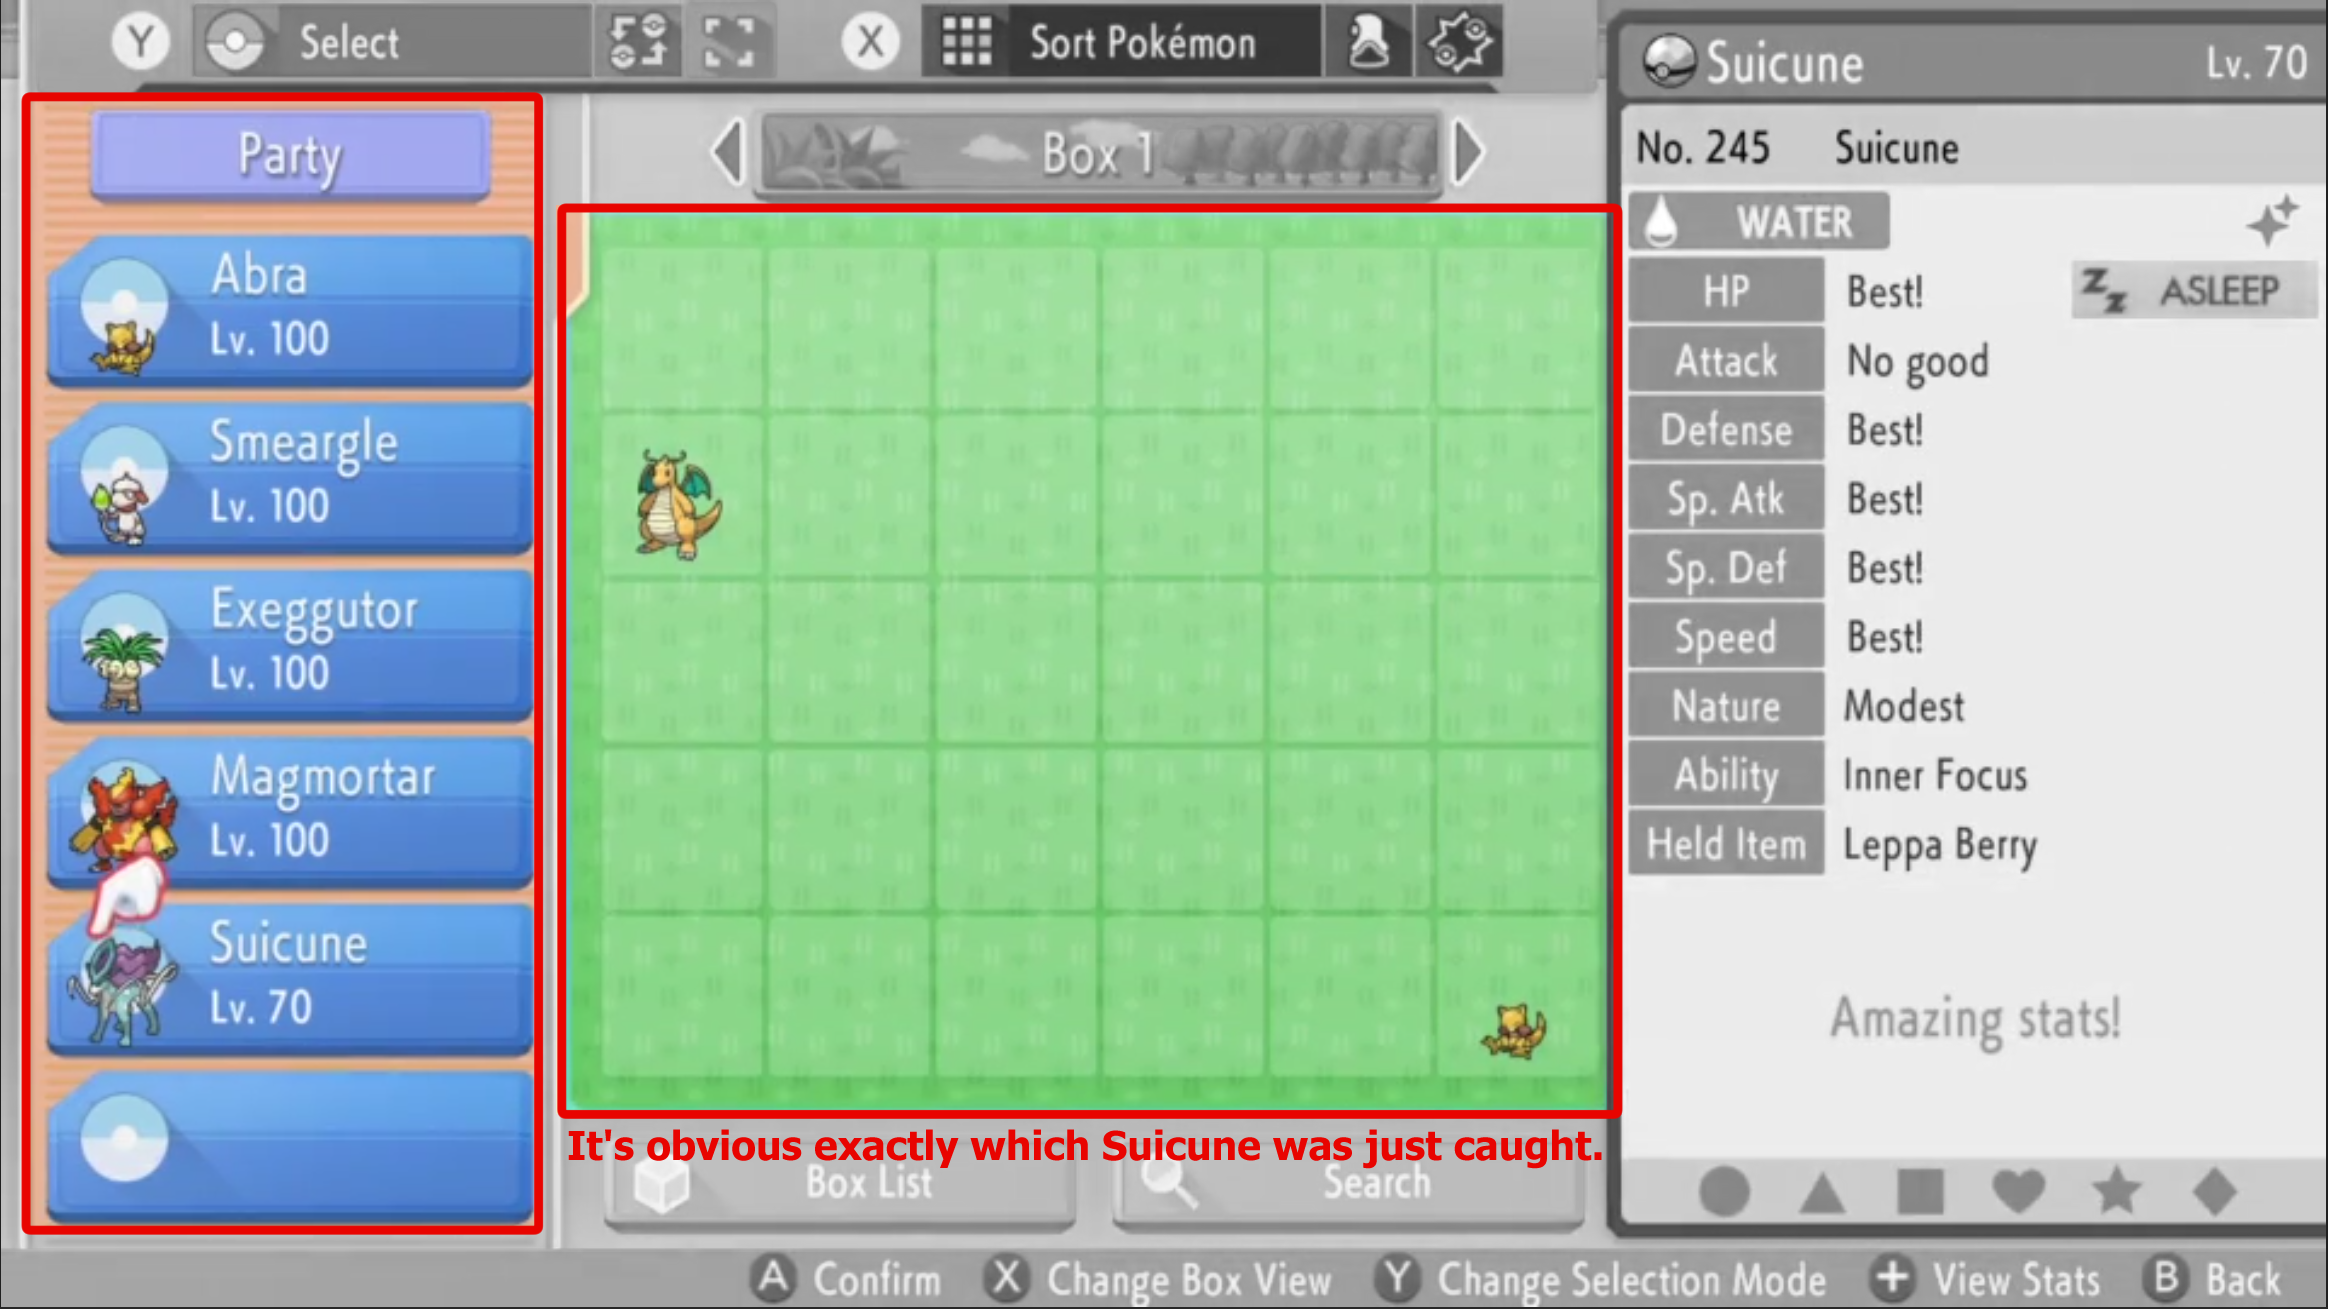 Y Select X Sort Pokémon
Suicune Lv. 70
Party
Box 1
No. 245 Suicune
WATER
Abra
Lv. 100
HP Best! ASLEEP
Attack No good
Smeargle
Lv. 100
Defense Best!
Sp. Atk Best!
Exeggutor
Lv. 100
Sp. Def Best!
Speed Best!
Magmortar
Lv. 100
Nature Modest
Ability Inner Focus
Held Item Leppa Berry
Suicune
Lv. 70
Amazing stats!
It's obvious exactly which Suicune was just caught.
Box List Search
A Confirm X Change Box View Y Change Selection Mode + View Stats B Back